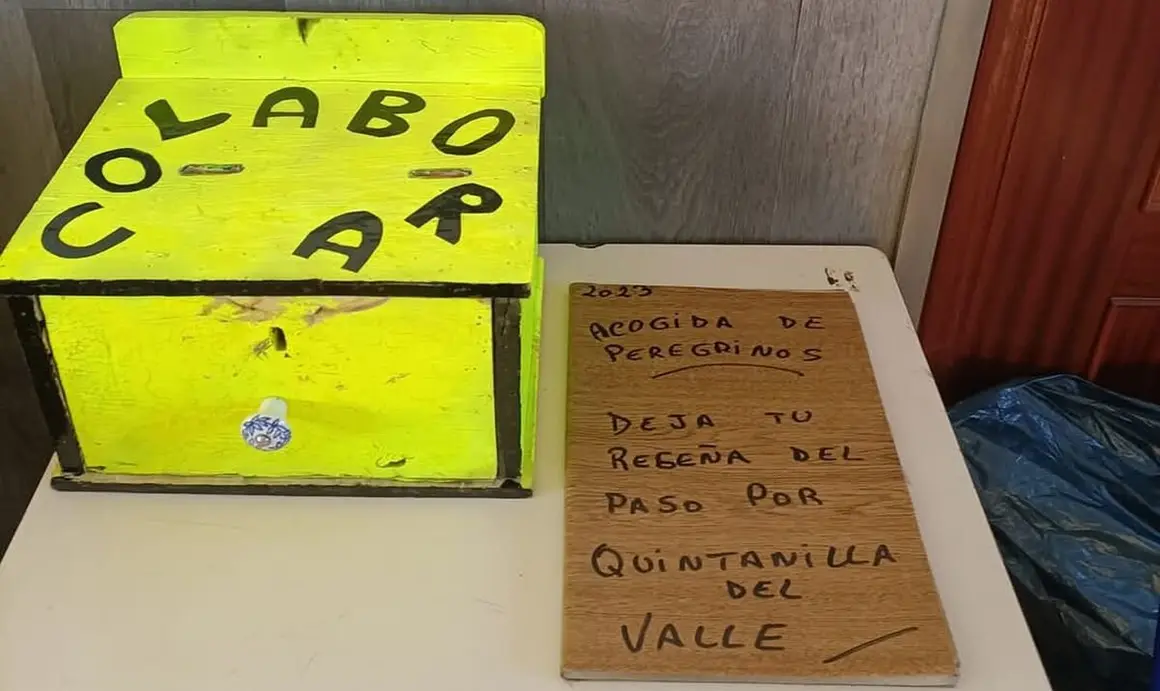 COLABORAR
2023
ACOGiDA DE
PEREGRiNOS
DEJA TU
RESEÑA DEL
PASO POR
QUiNTANiLLA
DEL
VALLE